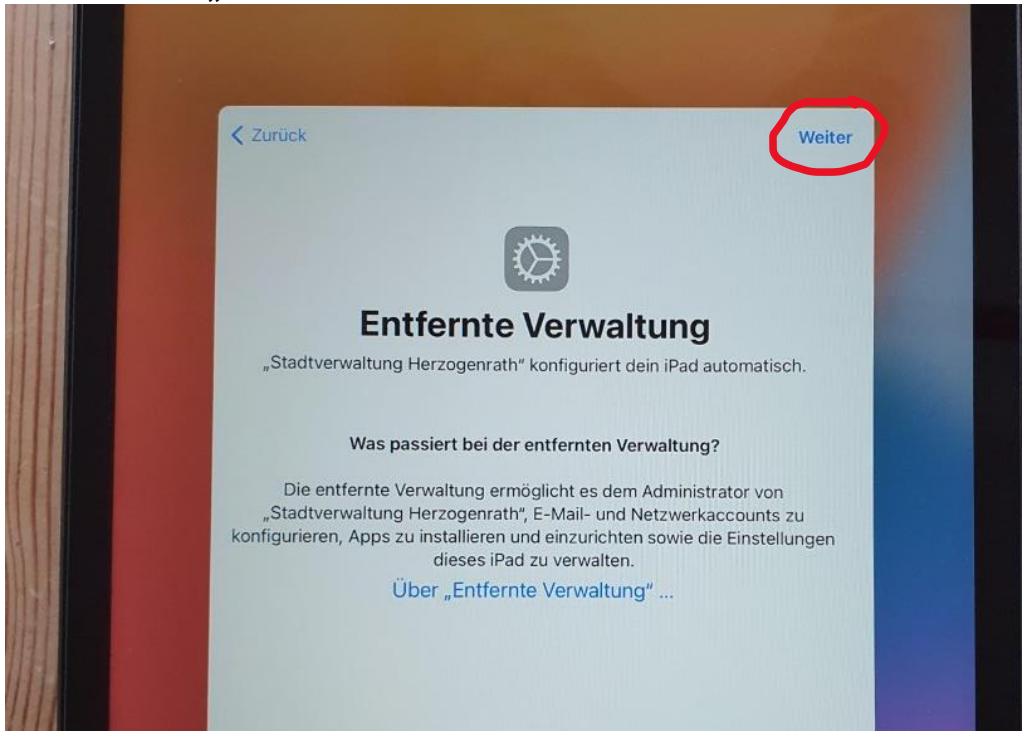 Zurück
Weiter
Entfernte Verwaltung
„Stadtverwaltung Herzogenrath“ konfiguriert dein iPad automatisch.
Was passiert bei der entfernten Verwaltung?
Die entfernte Verwaltung ermöglicht es dem Administrator von
„Stadtverwaltung Herzogenrath“, E-Mail- und Netzwerkaccounts zu
konfigurieren, Apps zu installieren und einzurichten sowie die Einstellungen
dieses iPad zu verwalten.
Über „Entfernte Verwaltung“ ...